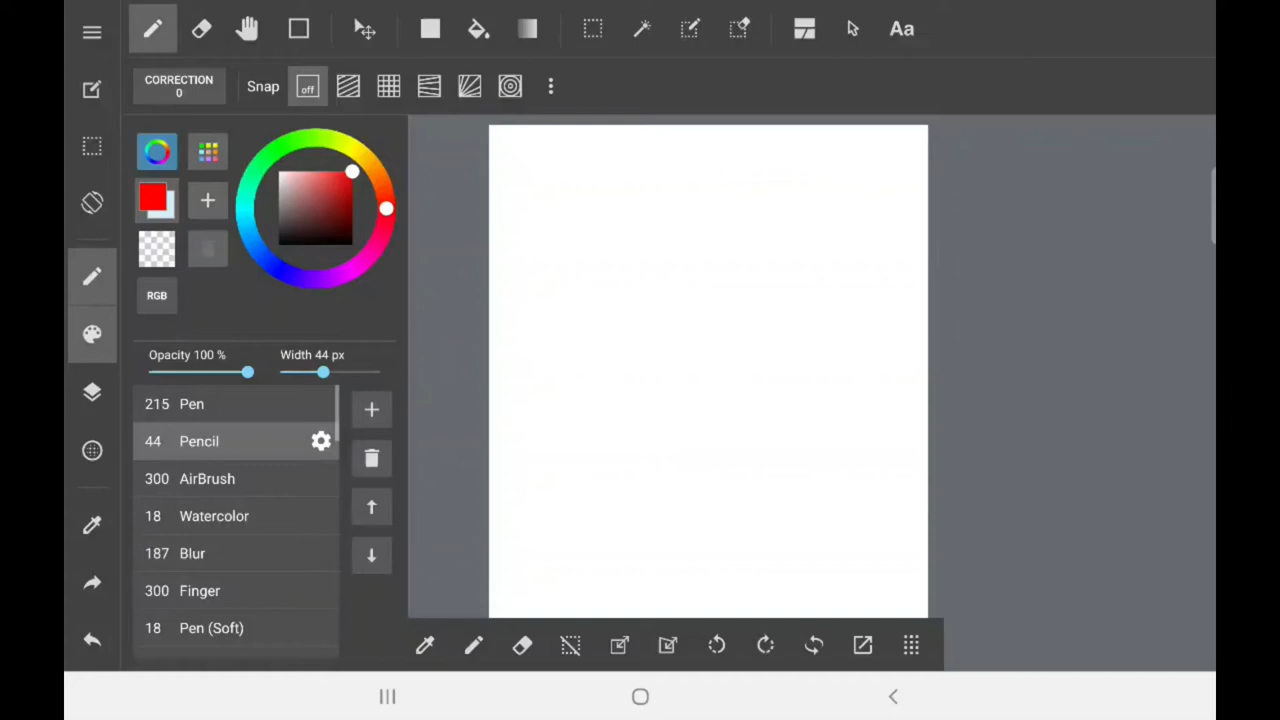 Aa
CORRECTION
0
Snap
off
RGB
Opacity 100 %
Width 44 px
215 Pen
44 Pencil
300 AirBrush
18 Watercolor
187 Blur
300 Finger
18 Pen (Soft)